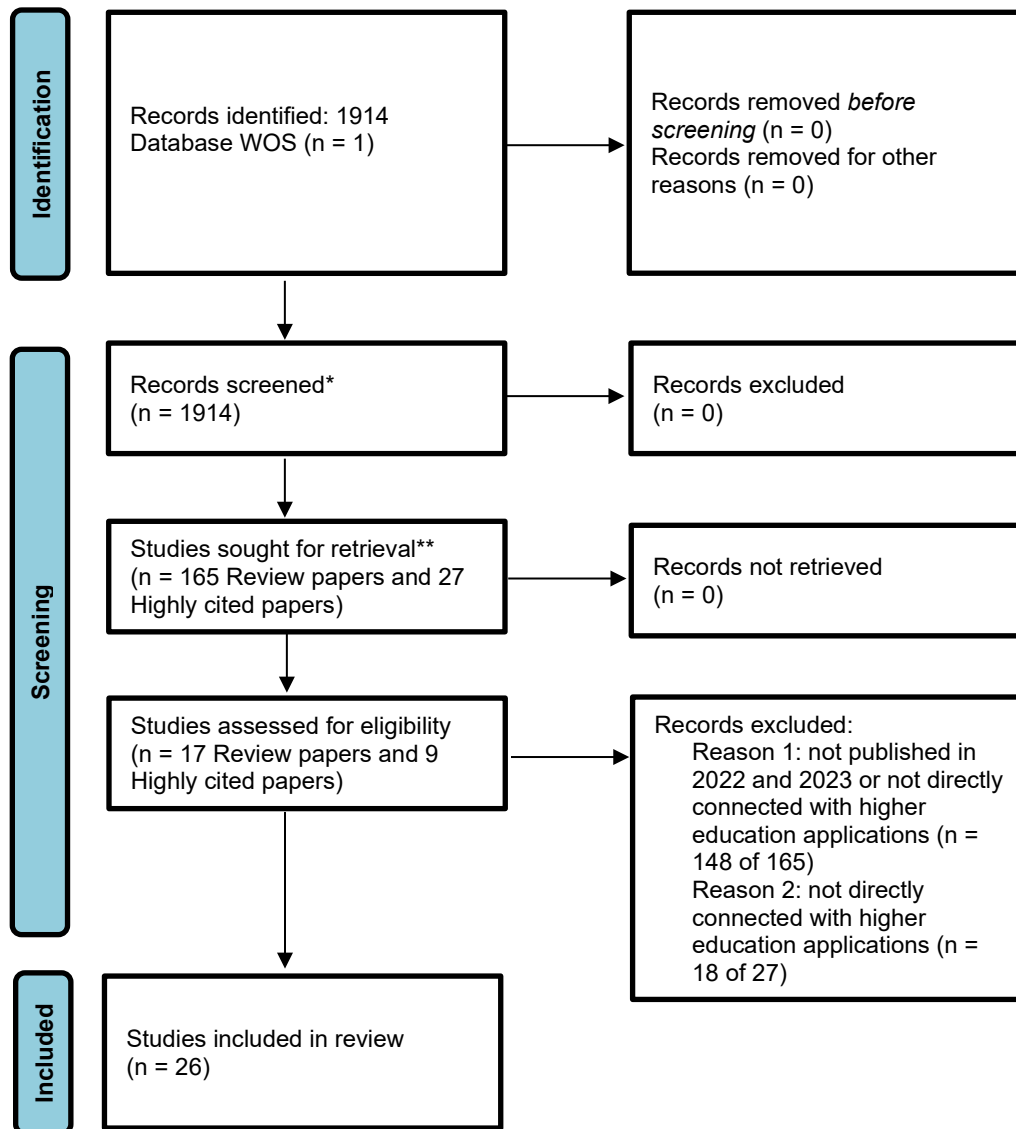 Identification
Records identified: 1914
Database WOS (n = 1)
Records removed before
screening (n = 0)
Records removed for other
reasons (n = 0)
Screening
Records screened*
(n = 1914)
Records excluded
(n = 0)
Studies sought for retrieval**
(n = 165 Review papers and 27
Highly cited papers)
Records not retrieved
(n = 0)
Studies assessed for eligibility
(n = 17 Review papers and 9
Highly cited papers)
Records excluded:
Reason 1: not published in
2022 and 2023 or not directly
connected with higher
education applications (n =
148 of 165)
Reason 2: not directly
connected with higher
education applications (n =
18 of 27)
Included
Studies included in review
(n = 26)